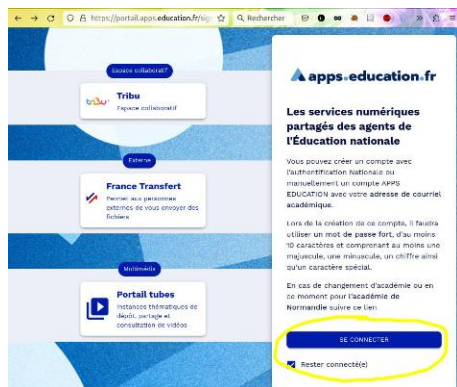 https://portail.apps.education.fr/sig
Rechercher
Espace collaboratif
tribu
Tribu
Espace collaboratif
Externe
France Transfert
Permet aux personnes
externes de vous envoyer des
fichiers
Multimédia
Portail tubes
Instances thématiques de
dépôt, partage et
consultation de vidéos.
apps.education.fr
Les services numériques
partagés des agents de
l'Éducation nationale
Vous pouvez créer un compte avec
l'authentification Nationale ou
manuellement un compte APPS
EDUCATION avec votre adresse de courriel
académique.
Lors de la création de ce compte, il faudra
utiliser un mot de passe fort, d'au moins
10 caractères et comprenant au moins une
majuscule, une minuscule, un chiffre ainsi
qu'un caractère spécial.
En cas de changement d'académie ou en
ce moment pour l'académie de
Normandie suivre ce lien
SE CONNECTER
Rester connecté(e)